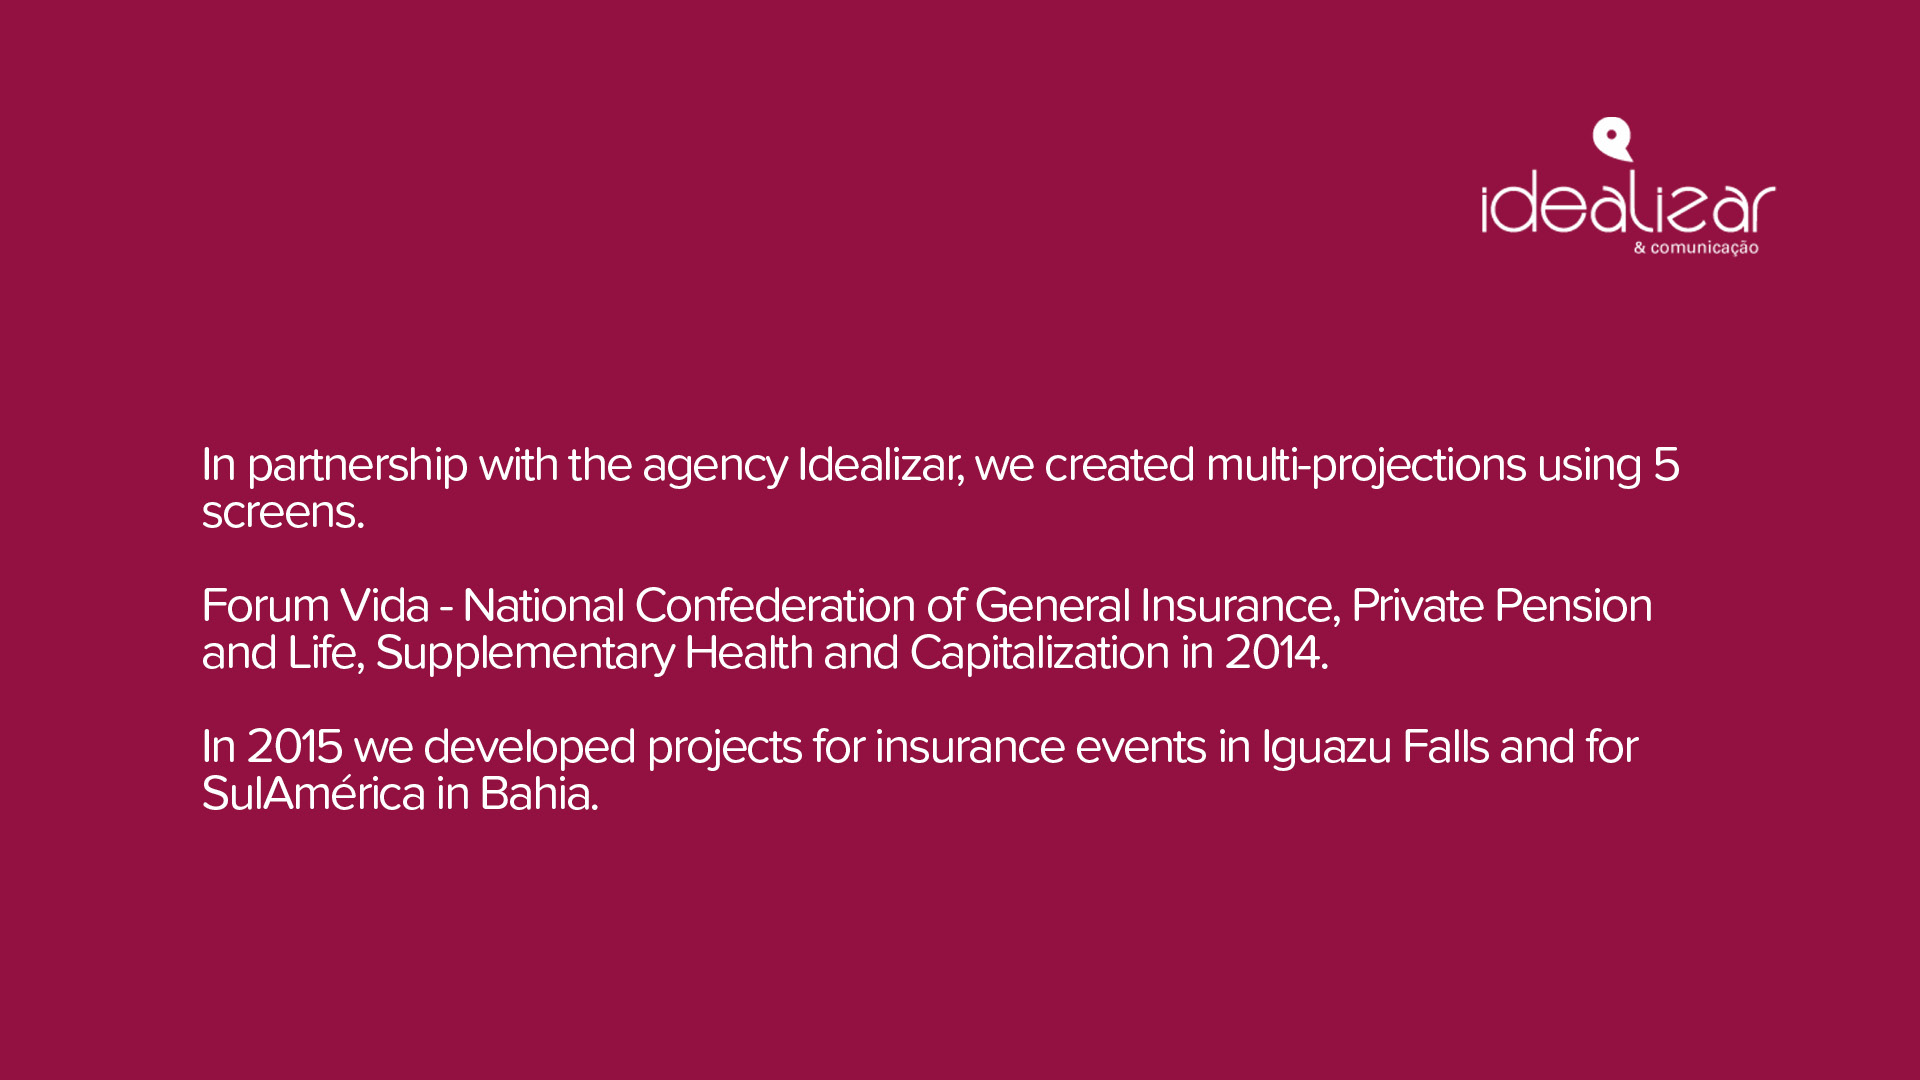 idealizar
& comunicação
In partnership with the agency Idealizar, we created multi-projections using 5
screens.
Forum Vida - National Confederation of General Insurance, Private Pension
and Life, Supplementary Health and Capitalization in 2014.
In 2015 we developed projects for insurance events in Iguazu Falls and for
SulAmérica in Bahia.